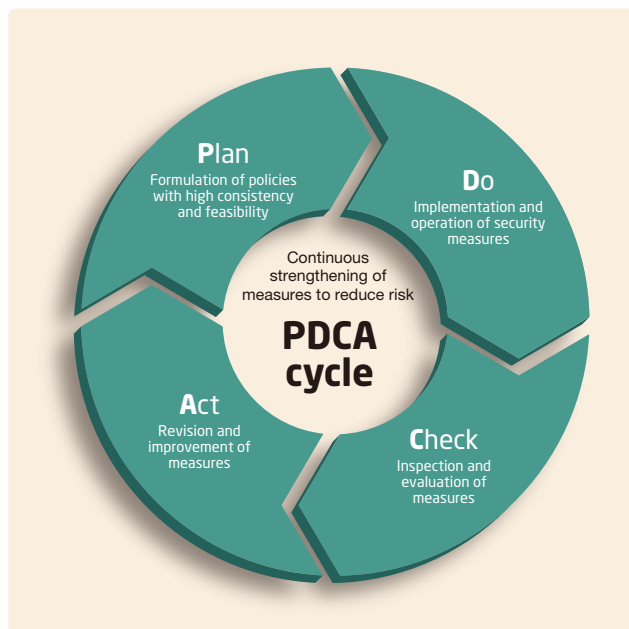 Plan
Formulation of policies
with high consistency
and feasibility
Do
Implementation and
operation of security
measures
Continuous
strengthening of
measures to reduce risk
PDCA
cycle
Act
Revision and
improvement of
measures
Check
Inspection and
evaluation of
measures